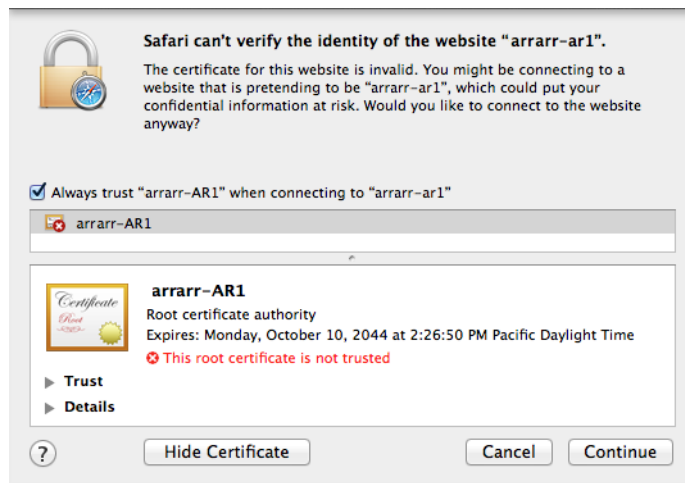 Safari can't verify the identity of the website “arrarr-ar1”.
The certificate for this website is invalid. You might be connecting to a
website that is pretending to be “arrarr-ar1”, which could put your
confidential information at risk. Would you like to connect to the website
anyway?
Always trust “arrarr-AR1” when connecting to “arrarr-ar1”
arrarr-AR1
Certificate
Root
arrarr-AR1
Root certificate authority
Expires: Monday, October 10, 2044 at 2:26:50 PM Pacific Daylight Time
This root certificate is not trusted
Trust
Details
?
Hide Certificate
Cancel
Continue